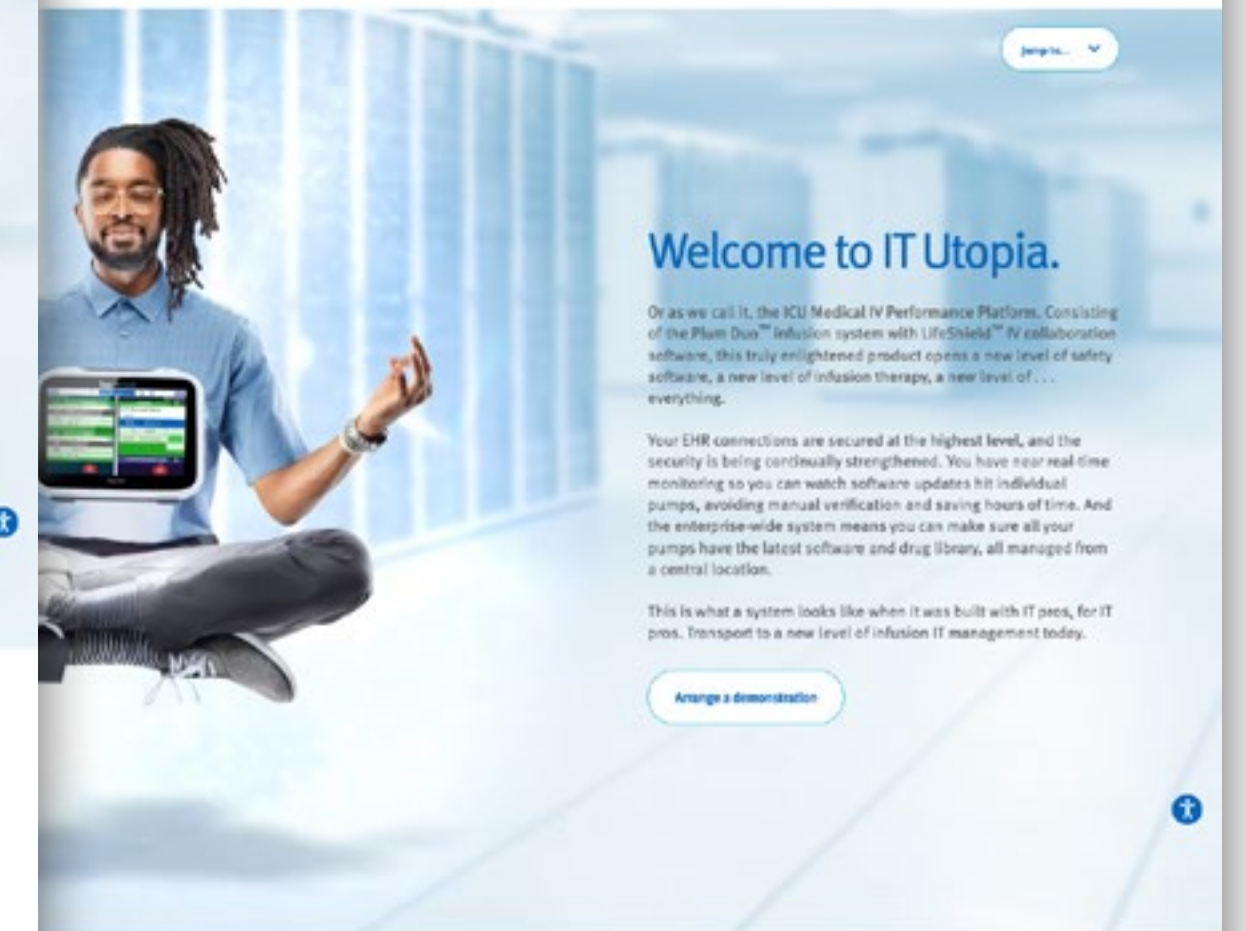 Jump to...
Welcome to IT Utopia.
Or as we call it, the ICU Medical IV Performance Platform. Consisting
of the Plum Duo™ infusion system with LifeShield™ IV collaboration
software, this truly enlightened product opens a new level of safety
software, a new level of infusion therapy, a new level of . . .
everything.
Your EHR connections are secured at the highest level, and the
security is being continually strengthened. You have near real-time
monitoring so you can watch software updates hit individual
pumps, avoiding manual verification and saving hours of time. And
the enterprise-wide system means you can make sure all your
pumps have the latest software and drug library, all managed from
a central location.
This is what a system looks like when it was built with IT pros, for IT
pros. Transport to a new level of infusion IT management today.
Arrange a demonstration